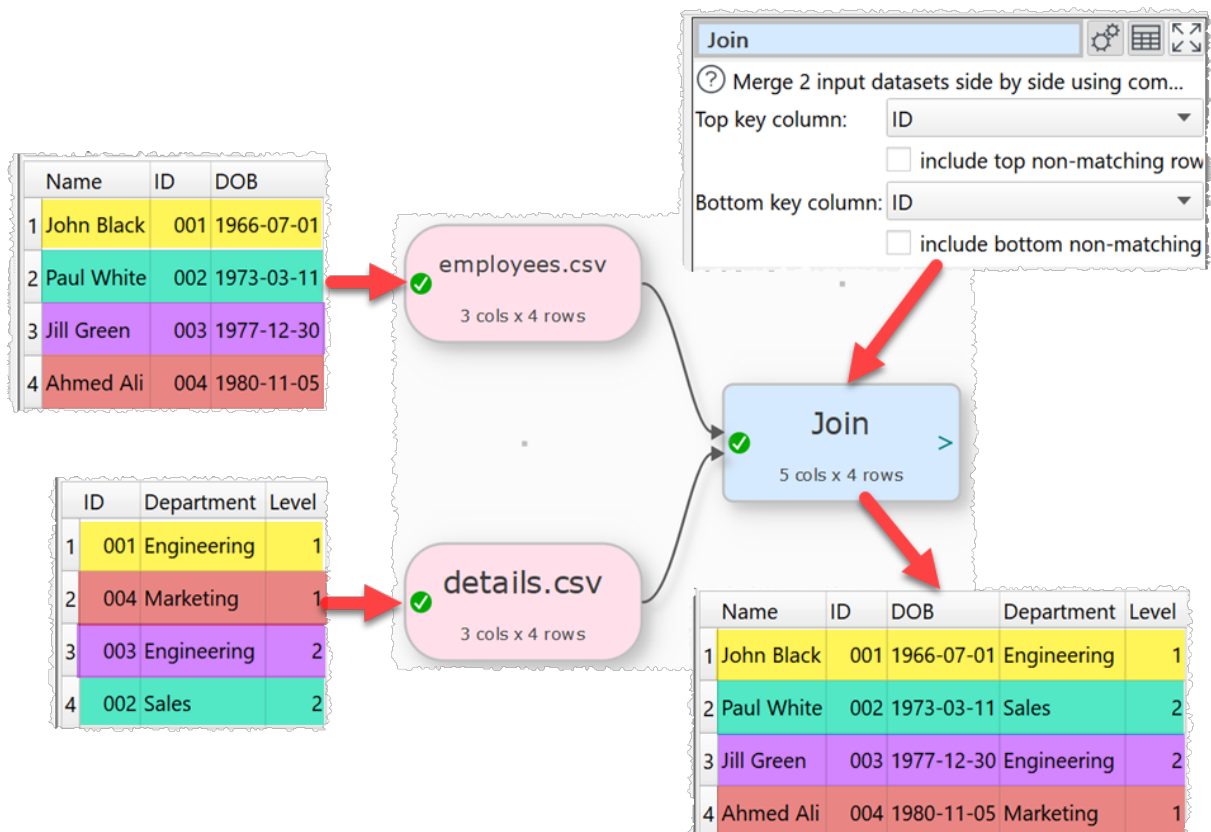 Join
? Merge 2 input datasets side by side using com...
Top key column: ID
include top non-matching row
Bottom key column: ID
include bottom non-matching
Name ID DOB
1 John Black 001 1966-07-01
2 Paul White 002 1973-03-11
3 Jill Green 003 1977-12-30
4 Ahmed Ali 004 1980-11-05
employees.csv
3 cols x 4 rows
Join
>
5 cols x 4 rows
ID Department Level
1 001 Engineering 1
2 004 Marketing 1
3 003 Engineering 2
4 002 Sales 2
details.csv
3 cols x 4 rows
Name ID DOB Department Level
1 John Black 001 1966-07-01 Engineering 1
2 Paul White 002 1973-03-11 Sales 2
3 Jill Green 003 1977-12-30 Engineering 2
4 Ahmed Ali 004 1980-11-05 Marketing 1